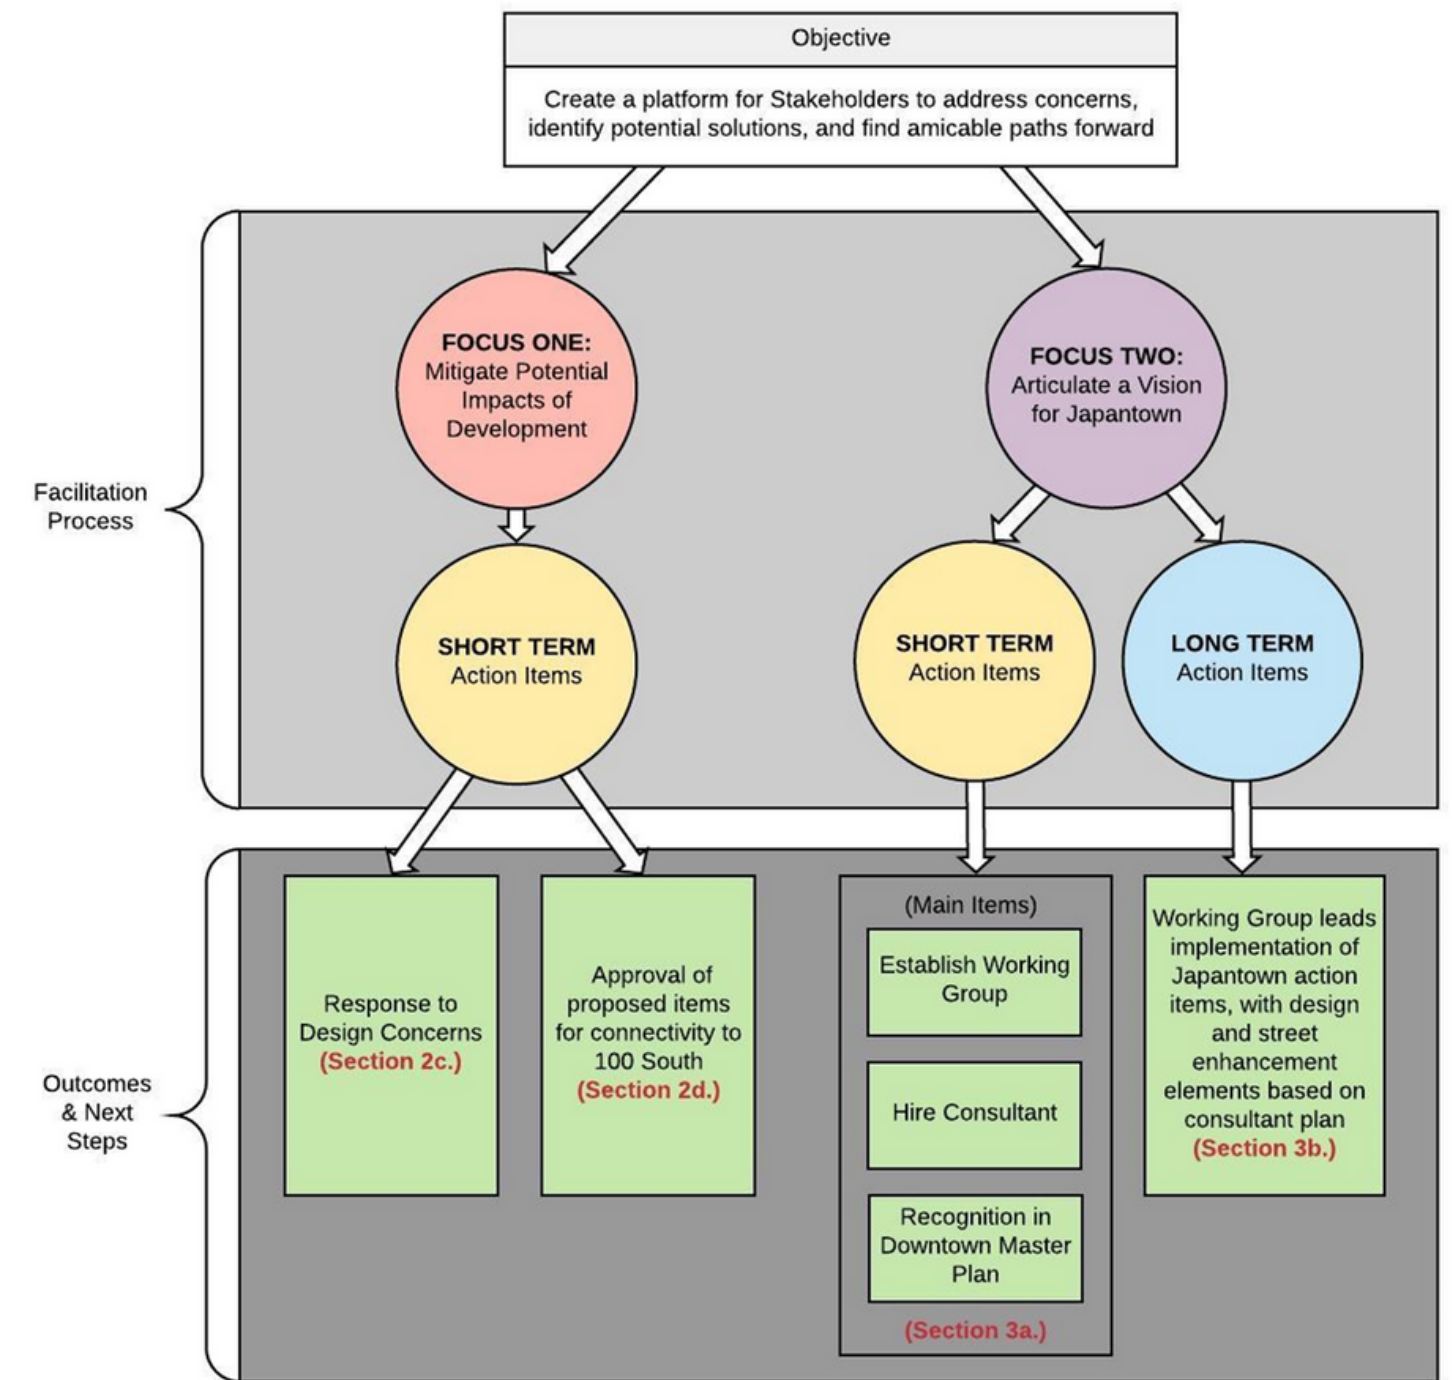 Objective
Create a platform for Stakeholders to address concerns,
identify potential solutions, and find amicable paths forward
Facilitation
Process
FOCUS ONE:
Mitigate Potential
Impacts of
Development
FOCUS TWO:
Articulate a Vision
for Japantown
SHORT TERM
Action Items
SHORT TERM
Action Items
LONG TERM
Action Items
Outcomes
& Next
Steps
Response to
Design Concerns
(Section 2c.)
Approval of
proposed items
for connectivity to
100 South
(Section 2d.)
(Main Items)
Establish Working
Group
Hire Consultant
Recognition in
Downtown Master
Plan
(Section 3a.)
Working Group leads
implementation of
Japantown action
items, with design
and street
enhancement
elements based on
consultant plan
(Section 3b.)